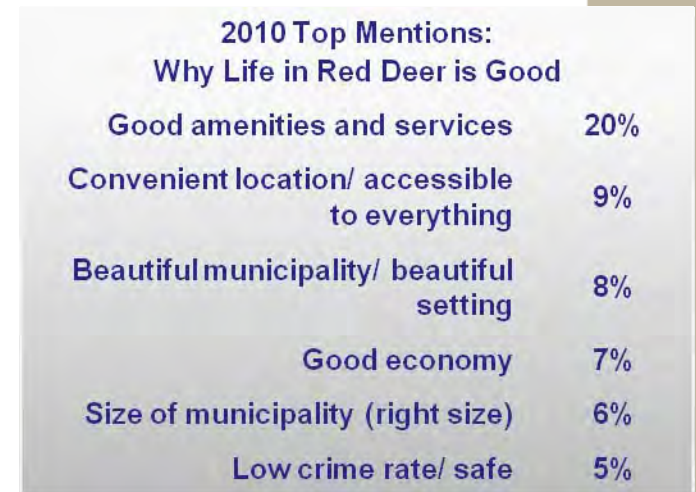 2010 Top Mentions:
Why Life in Red Deer is Good
Good amenities and services 20%
Convenient location/ accessible
to everything 9%
Beautiful municipality/ beautiful
setting 8%
Good economy 7%
Size of municipality (right size) 6%
Low crime rate/ safe 5%